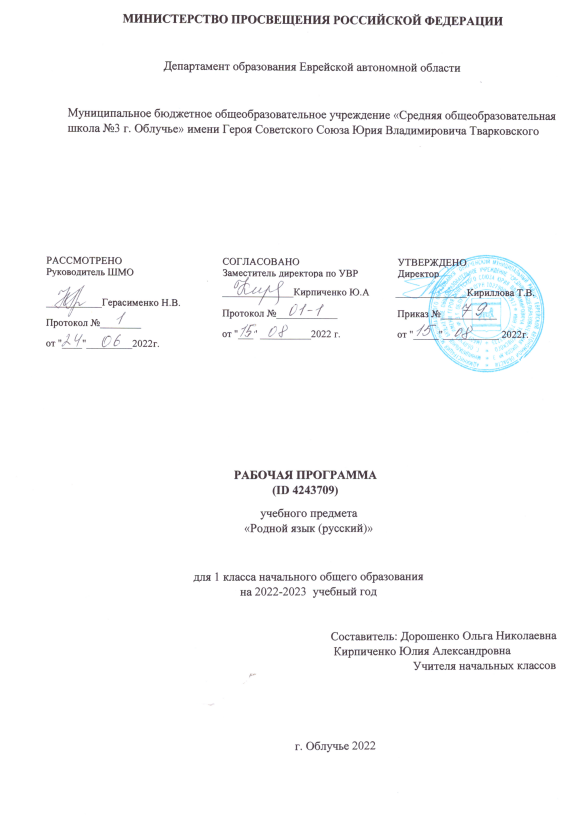 МИНИСТЕРСТВО ПРОСВЕЩЕНИЯ РОССИЙСКОЙ ФЕДЕРАЦИИ
Департамент образования Еврейской автономной области
Муниципальное бюджетное общеобразовательное учреждение «Средняя общеобразовательная
школа №3 г. Облучье» имени Героя Советского Союза Юрия Владимировича Тварковского
РАССМОТРЕНО
Руководитель ШМО
Герасименко Н.В.
Протокол № 1
от "24" 06 2022г.
СОГЛАСОВАНО
Заместитель директора по УВР
Кирпиченко Ю.А
Протокол № 01-1
от "15" 08 2022 г.
УТВЕРЖДЕНО
Директор
Кириллова Т.В.
Приказ № 79
от "15" 08 2022г.
РАБОЧАЯ ПРОГРАММА
(ID 4243709)
учебного предмета
«Родной язык (русский)»
для 1 класса начального общего образования
на 2022-2023 учебный год
Составитель: Дорошенко Ольга Николаевна
Кирпиченко Юлия Александровна
Учителя начальных классов
г. Облучье 2022